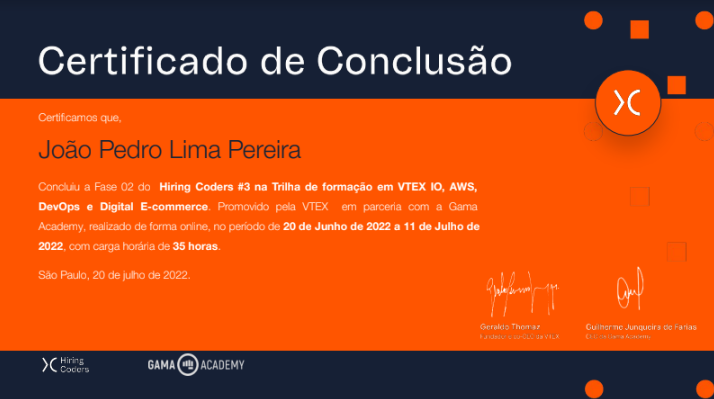 Certificado de Conclusão
Certificamos que,
João Pedro Lima Pereira
Concluiu a Fase 02 do Hiring Coders #3 na Trilha de formação em VTEX IO, AWS,
DevOps e Digital E-commerce. Promovido pela VTEX em parceria com a Gama
Academy, realizado de forma online, no período de 20 de Junho de 2022 a 11 de Julho de
2022, com carga horária de 35 horas.
São Paulo, 20 de julho de 2022.
Geraldo Thomaz
Guilherme Junqueira de Farias
Hiring
Coders
GAMA ACADEMY